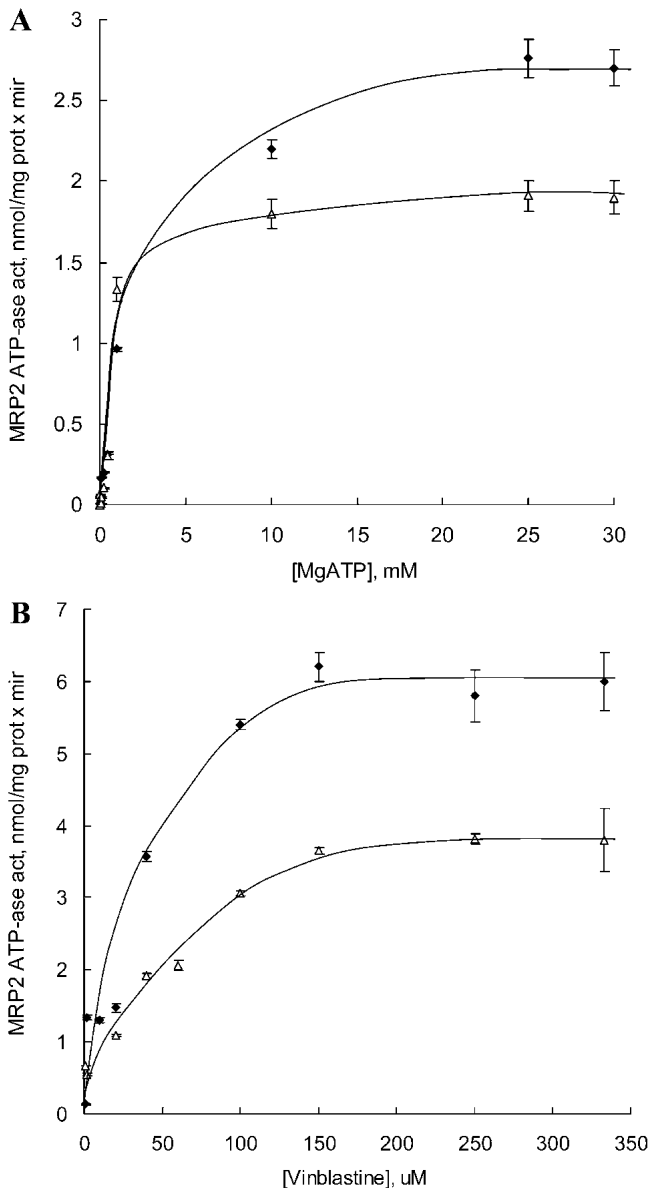 A
3
2.5
2
1.5
1
0.5
0
MRP2 ATP-ase act, nmol/mg prot x mir
0 5 10 15 20 25 30
[MgATP], mM
B
7
6
5
4
3
2
1
0
MRP2 ATP-ase act, nmol/mg prot x mir
0 50 100 150 200 250 300 350
[Vinblastine], uM